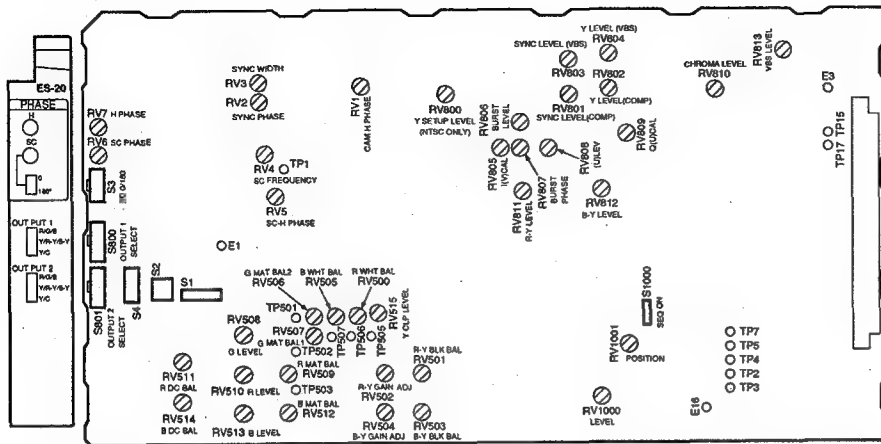 ES-20
PHASE
H
SC
0
180°
OUT PUT 1
R/G/B
Y/R-Y/B-Y
Y/C
OUT PUT 2
R/G/B
Y/R-Y/B-Y
Y/C
RV7 H PHASE
RV6 SC PHASE
S3
0/180
S800
OUTPUT 1
SELECT
S801
OUTPUT 2
SELECT
S4
S2
S1
SYNC WIDTH
RV3
RV2
SYNC PHASE
RV4
TP1
SC FREQUENCY
RV5
SC-H PHASE
E1
RV1
CAM H PHASE
RV800
Y SETUP LEVEL
(NTSC ONLY)
SYNC LEVEL (VBS)
RV803
Y LEVEL (VBS)
RV804
RV802
Y LEVEL(COMP)
RV801
SYNC LEVEL(COMP)
RV806
BURST
LEVEL
RV805
I(V)CAL
RV807
BURST
PHASE
RV808
(U)LEV
RV809
Q(U)CAL
RV811
R-Y LEVEL
RV812
B-Y LEVEL
CHROMA LEVEL
RV810
RV813
VBS LEVEL
E3
TP15
TP17
G MAT BAL2
RV506
B WHT BAL
RV505
R WHT BAL
RV500
RV515
Y CLP LEVEL
TP501
RV508
G LEVEL
RV507
G MAT BAL1
TP502
TP507
TP506
TP505
R MAT BAL
RV509
TP503
RV511
R DC BAL
RV510 R LEVEL
B MAT BAL
RV512
RV514
B DC BAL
RV513 B LEVEL
R-Y BLK BAL
RV501
R-Y GAIN ADJ
RV502
RV504
B-Y GAIN ADJ
RV503
B-Y BLK BAL
S1000
SEQ ON
RV1001
POSITION
RV1000
LEVEL
TP7
TP5
TP4
TP2
TP3
E16